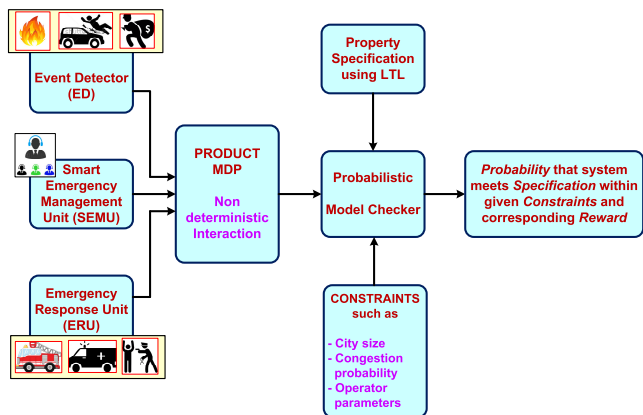 Event Detector
(ED)
Smart
Emergency
Management
Unit (SEMU)
Emergency
Response Unit
(ERU)
PRODUCT
MDP
Non
deterministic
Interaction
Property
Specification
using LTL
Probabilistic
Model Checker
CONSTRAINTS
such as
- City size
- Congestion
probability
- Operator
parameters
Probability that system
meets Specification within
given Constraints and
corresponding Reward